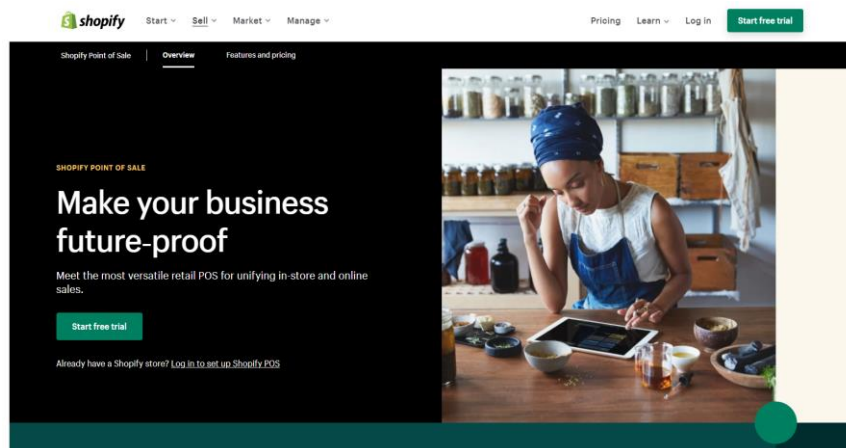 shopify
Start
Sell
Market
Manage
Pricing
Learn
Log in
Start free trial
Shopify Point of Sale
Overview
Features and pricing
SHOPIFY POINT OF SALE
Make your business
future-proof
Meet the most versatile retail POS for unifying in-store and online
sales.
Start free trial
Already have a Shopify store? Log in to set up Shopify POS